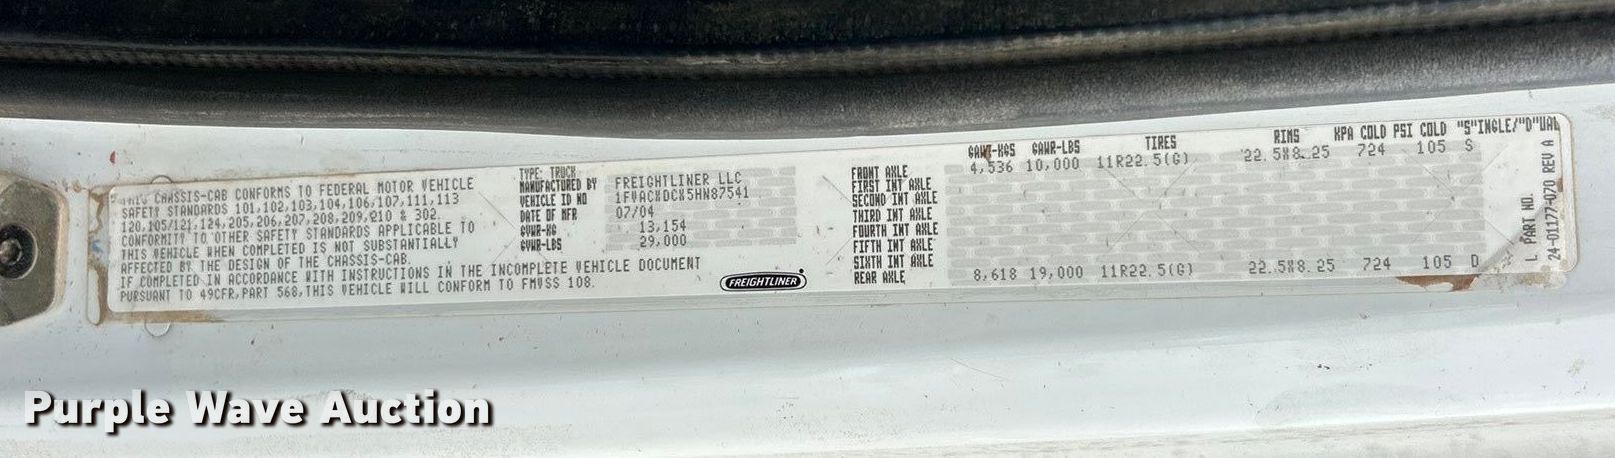 THIS CHASSIS-CAB CONFORMS TO FEDERAL MOTOR VEHICLE
SAFETY STANDARDS 101,102,103,104,106,107,111,113
120,105/121,124,205,206,207,208,209,210 & 302.
CONFORMITY TO OTHER SAFETY STANDARDS APPLICABLE TO
THIS VEHICLE WHEN COMPLETED IS NOT SUBSTANTIALLY
AFFECTED BY THE DESIGN OF THE CHASSIS-CAB.
IF COMPLETED IN ACCORDANCE WITH INSTRUCTIONS IN THE INCOMPLETE VEHICLE DOCUMENT
PURSUANT TO 49CFR,PART 568,THIS VEHICLE WILL CONFORM TO FMVSS 108.
TYPE: TRUCK
MANUFACTURED BY FREIGHTLINER LLC
VEHICLE ID NO 1FVACWDCX5HN87541
DATE OF MFR 07/04
GVWR-KG 13,154
GVWR-LBS 29,000
FREIGHTLINER
GAWR-KGS GAWR-LBS TIRES RIMS KPA COLD PSI COLD "S"INGLE/"D"UAL
FRONT AXLE 4,536 10,000 11R22.5(G) 22.5X8.25 724 105 S
FIRST INT AXLE
SECOND INT AXLE
THIRD INT AXLE
FOURTH INT AXLE
FIFTH INT AXLE
SIXTH INT AXLE
REAR AXLE 8,618 19,000 11R22.5(G) 22.5X8.25 724 105 D
L PART NO.
24-01177-070 REV A
Purple Wave Auction